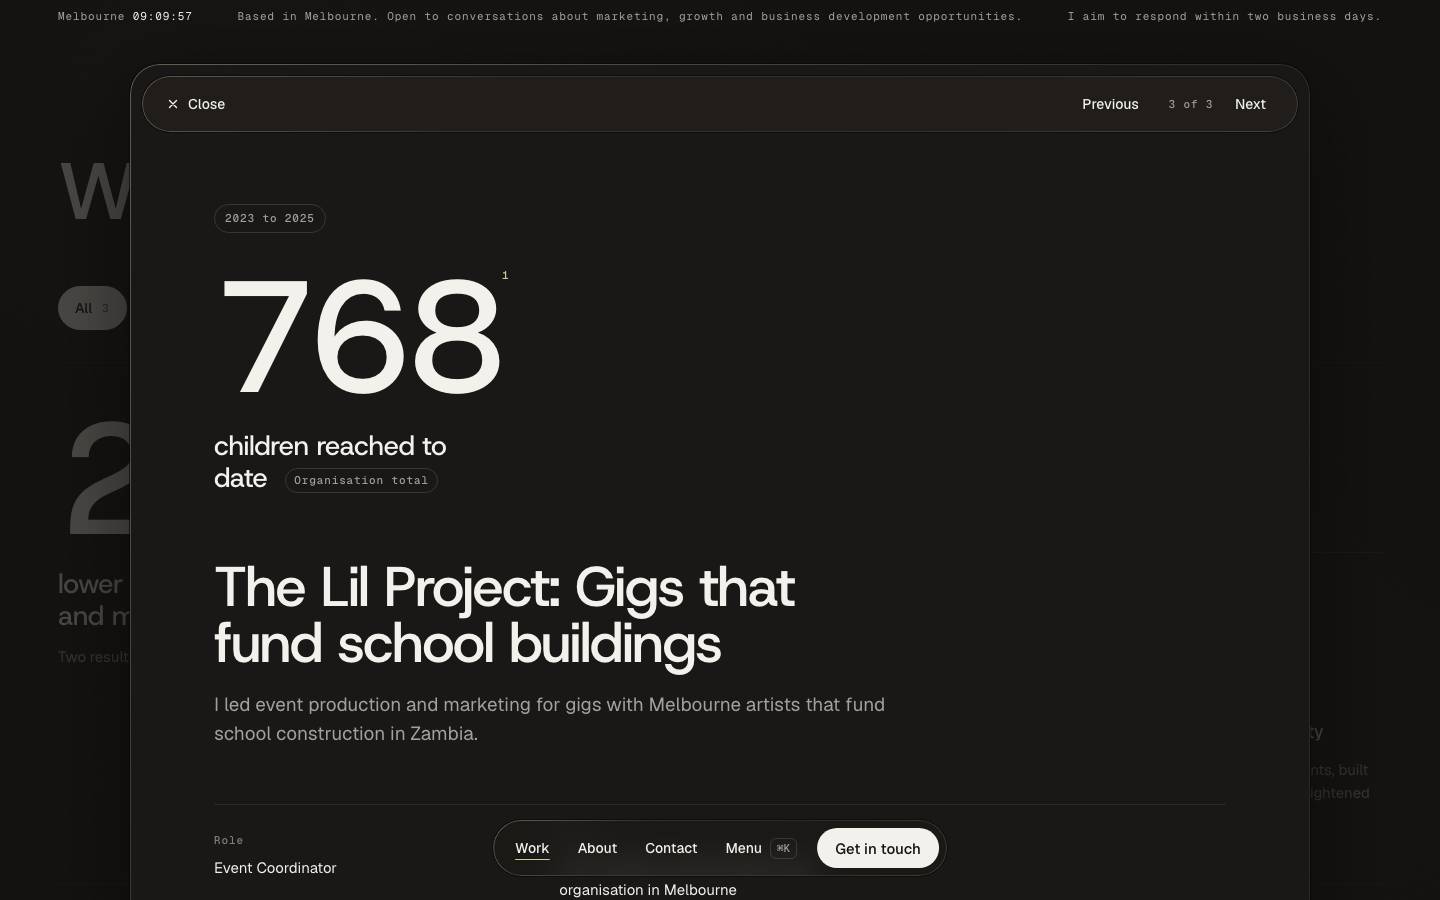 Melbourne 09:09:57 Based in Melbourne. Open to conversations about marketing, growth and business development opportunities. I aim to respond within two business days.
× Close Previous 3 of 3 Next
W
2023 to 2025
All 3
768 1
children reached to
date Organisation total
2
The Lil Project: Gigs that
fund school buildings
lower
and m
Two result
I led event production and marketing for gigs with Melbourne artists that fund
school construction in Zambia.
ty
nts, built
ightened
Role
Event Coordinator
Work About Contact Menu ⌘K Get in touch
organisation in Melbourne